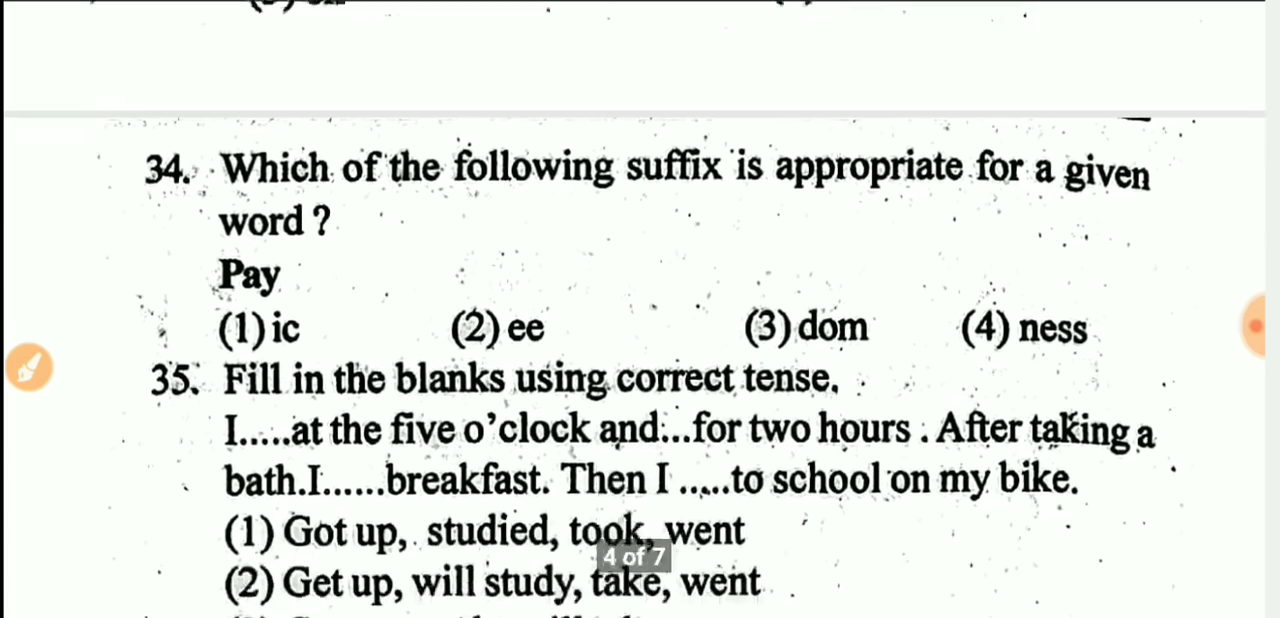 34. Which of the following suffix is appropriate for a given
word ?
Pay
(1) ic (2) ee (3) dom (4) ness
35. Fill in the blanks using correct tense.
I.....at the five o'clock and...for two hours . After taking a
bath.I......breakfast. Then I .....to school on my bike.
(1) Got up, studied, took, went
4 of 7
(2) Get up, will study, take, went